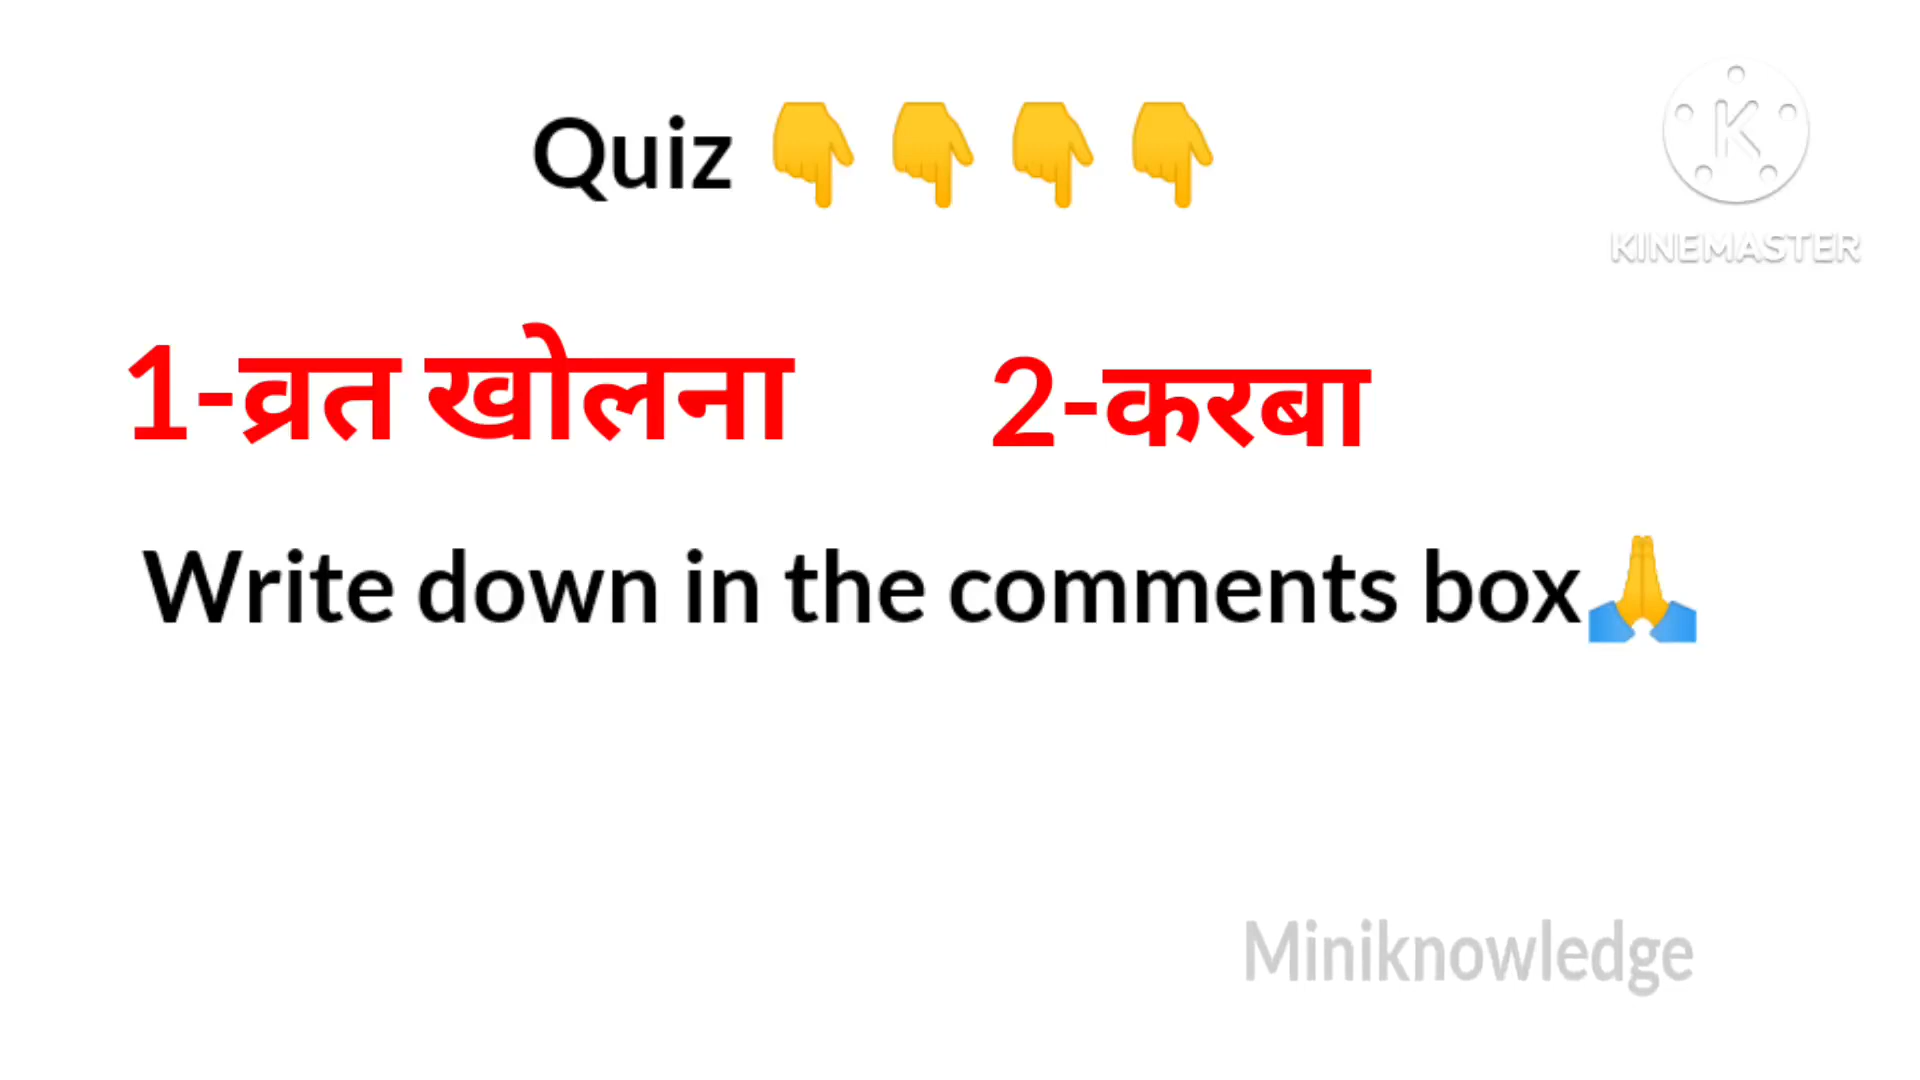 Quiz 👇👇👇👇
KINEMASTER
1-व्रत खोलना 2-करबा
Write down in the comments box🙏
Miniknowledge